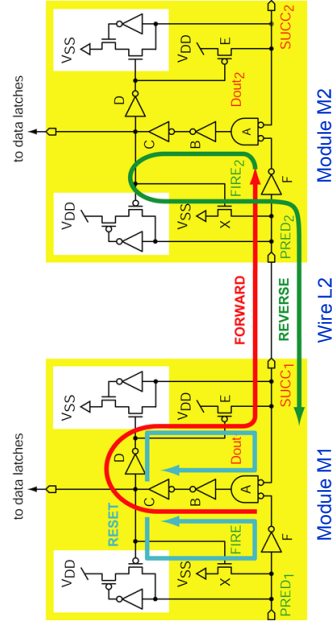 to data latches
to data latches
VDD
VSS
VDD
VSS
RESET
D
D
C
C
VSS
VDD
VSS
VDD
B
B
X
E
X
E
FIRE
Dout
FIRE2
Dout2
A
A
FORWARD
F
F
PRED1
SUCC1
REVERSE
PRED2
SUCC2
Module M1
Wire L2
Module M2